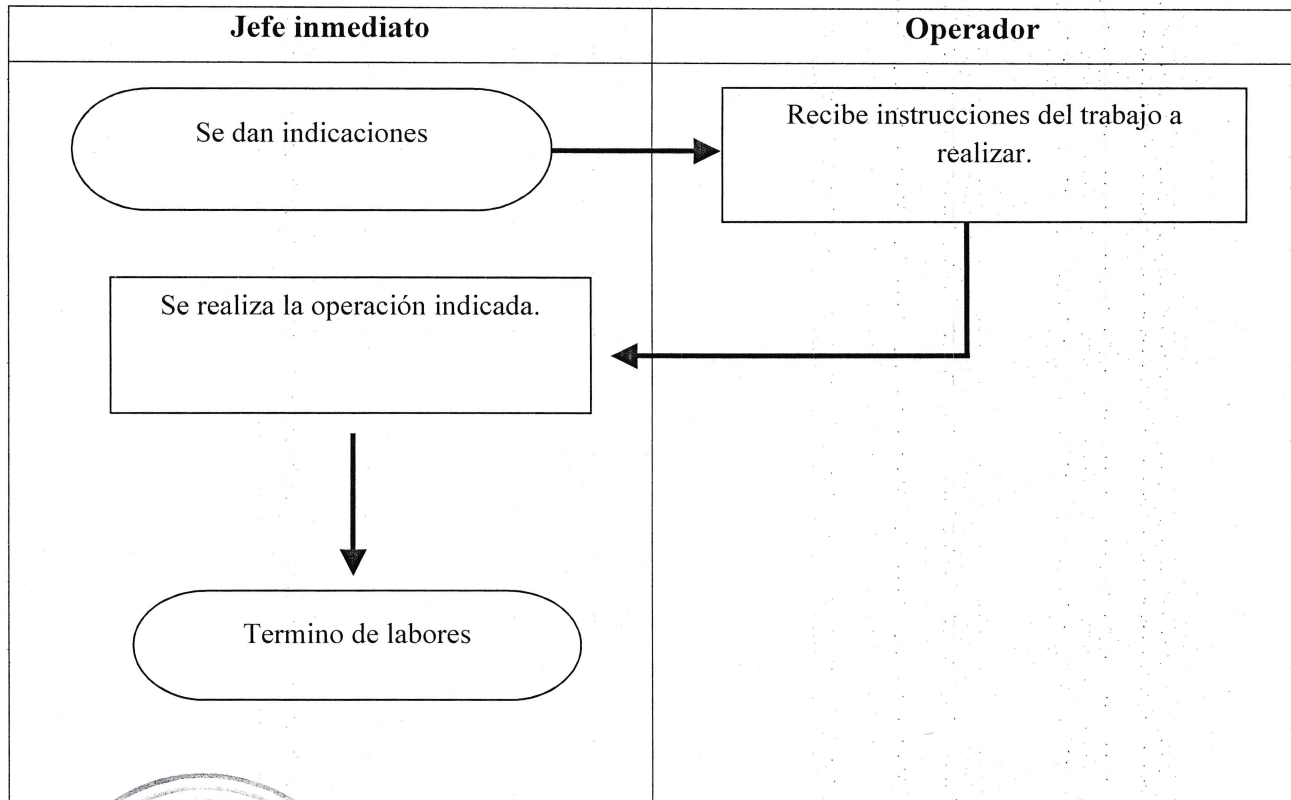 Jefe inmediato
Operador
Se dan indicaciones
Recibe instrucciones del trabajo a
realizar.
Se realiza la operación indicada.
Termino de labores